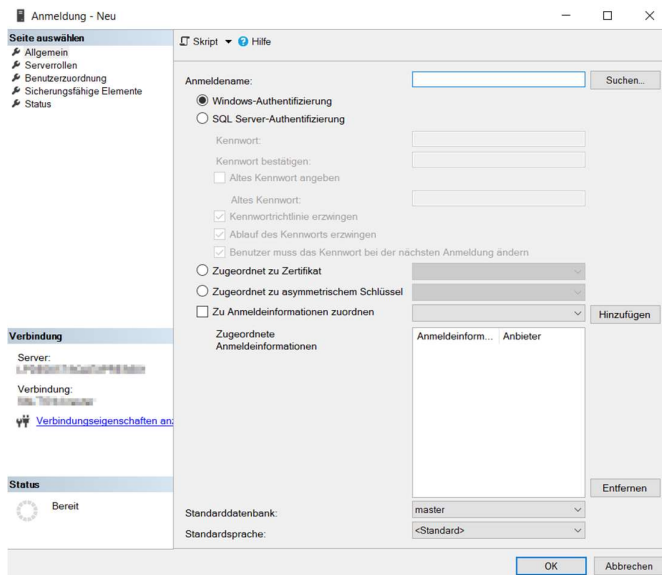 Anmeldung - Neu
Seite auswählen
Allgemein
Serverrollen
Benutzerzuordnung
Sicherungsfähige Elemente
Status
Skript
Hilfe
Anmeldename:
Suchen...
Windows-Authentifizierung
SQL Server-Authentifizierung
Kennwort:
Kennwort bestätigen:
Altes Kennwort angeben
Altes Kennwort:
Kennwortrichtlinie erzwingen
Ablauf des Kennworts erzwingen
Benutzer muss das Kennwort bei der nächsten Anmeldung ändern
Zugeordnet zu Zertifikat
Zugeordnet zu asymmetrischem Schlüssel
Zu Anmeldeinformationen zuordnen
Hinzufügen
Zugeordnete
Anmeldeinformationen
Anmeldeinform... Anbieter
Entfernen
Standarddatenbank:
master
Standardsprache:
<Standard>
Verbindung
Server:
Verbindung:
Verbindungseigenschaften anz
Status
Bereit
OK
Abbrechen